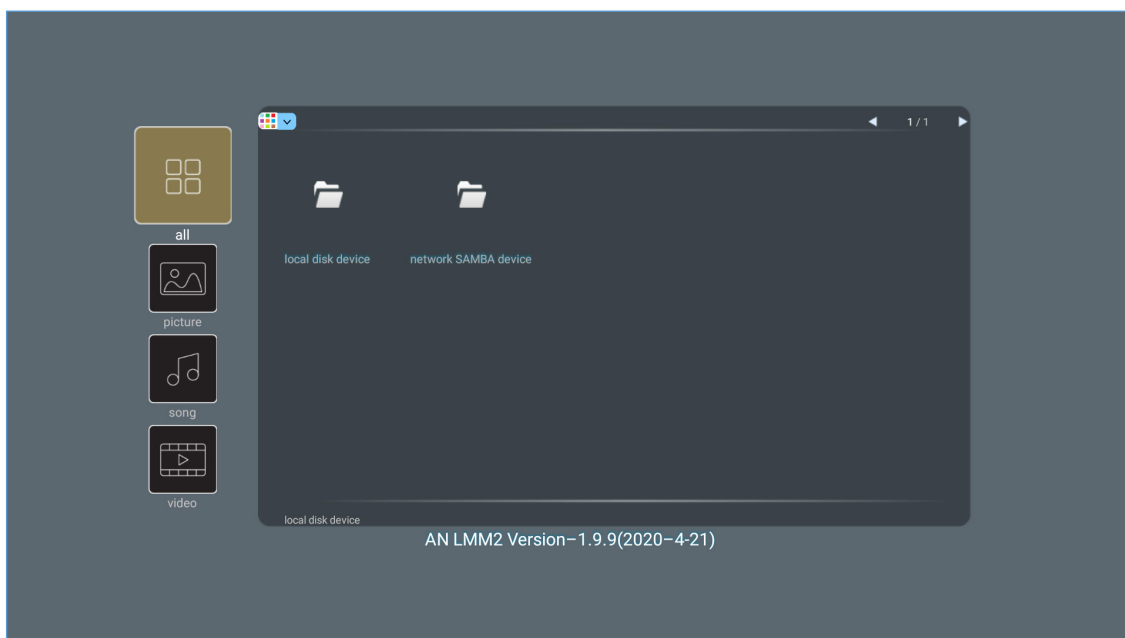 1 / 1
all
local disk device
network SAMBA device
picture
song
video
local disk device
AN LMM2 Version–1.9.9(2020–4-21)